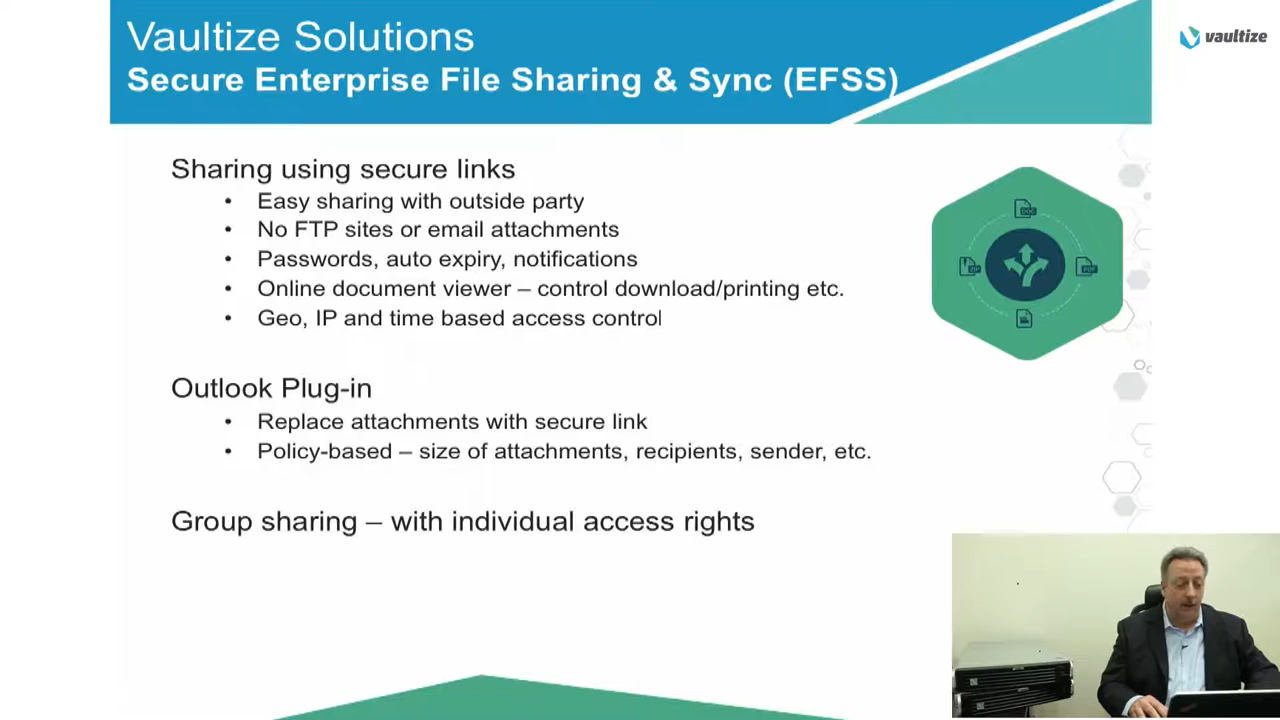 Vaultize Solutions
vaultize
Secure Enterprise File Sharing & Sync (EFSS)
Sharing using secure links
• Easy sharing with outside party
• No FTP sites or email attachments
• Passwords, auto expiry, notifications
• Online document viewer – control download/printing etc.
• Geo, IP and time based access control
DOC
ZIP
PDF
Outlook Plug-in
• Replace attachments with secure link
• Policy-based – size of attachments, recipients, sender, etc.
Group sharing – with individual access rights